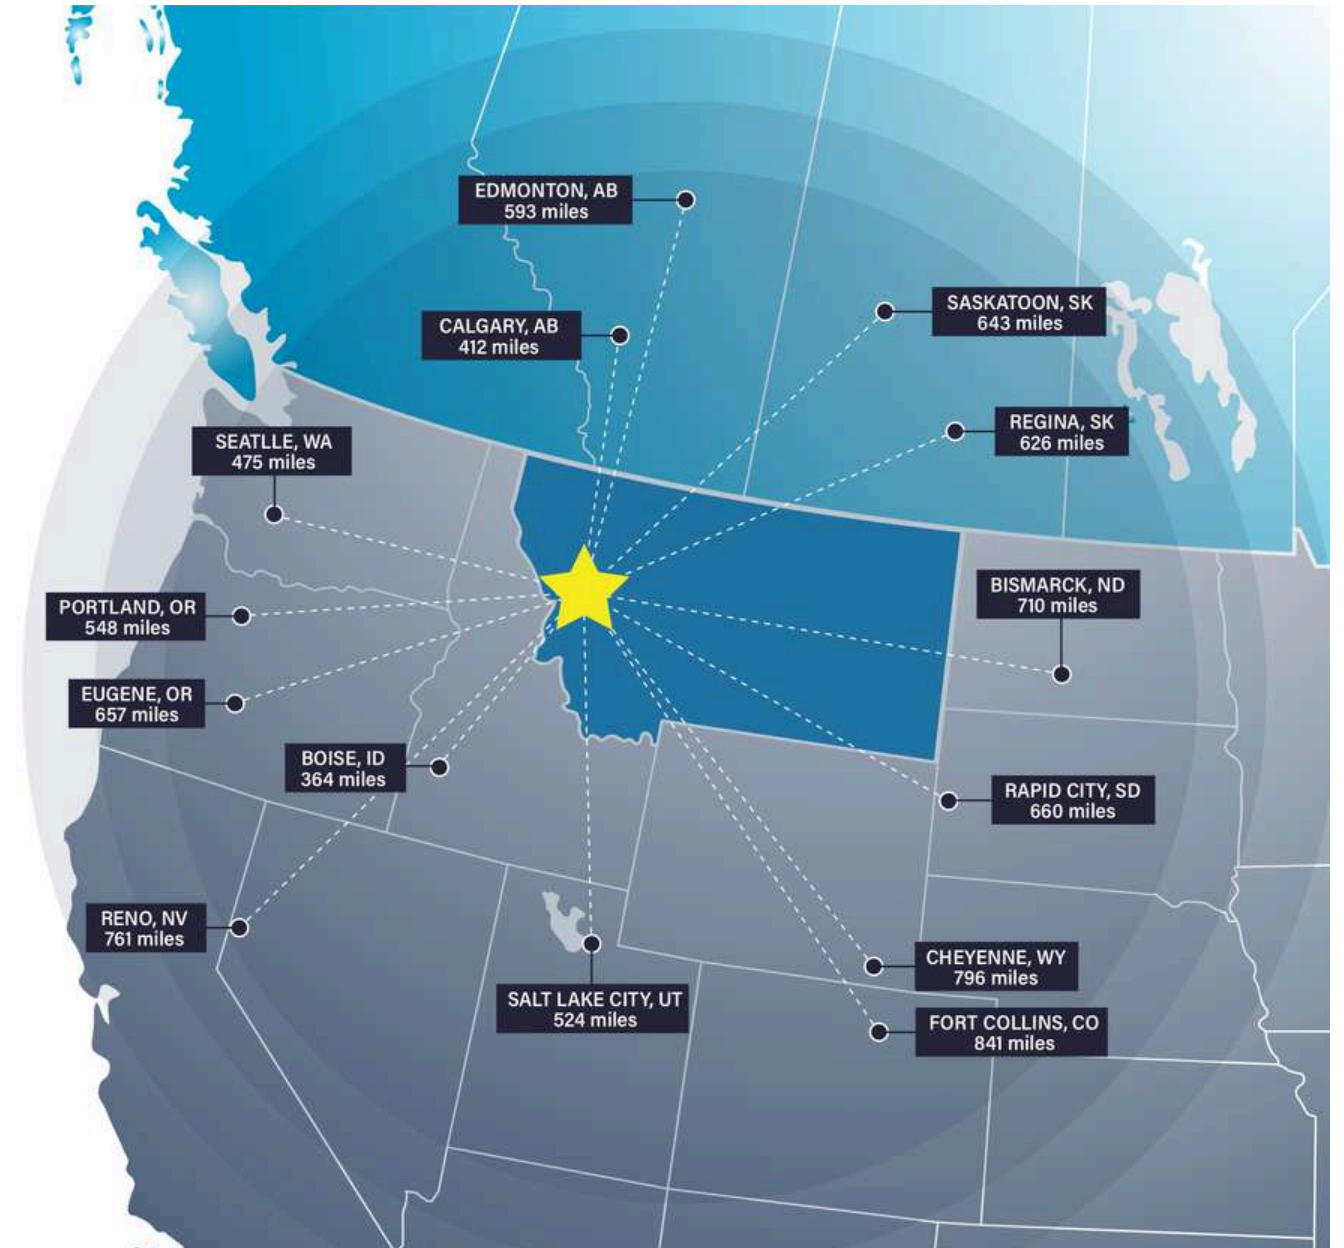 EDMONTON, AB
593 miles
CALGARY, AB
412 miles
SASKATOON, SK
643 miles
REGINA, SK
626 miles
SEATLLE, WA
475 miles
BISMARCK, ND
710 miles
PORTLAND, OR
548 miles
EUGENE, OR
657 miles
BOISE, ID
364 miles
RAPID CITY, SD
660 miles
RENO, NV
761 miles
CHEYENNE, WY
796 miles
SALT LAKE CITY, UT
524 miles
FORT COLLINS, CO
841 miles